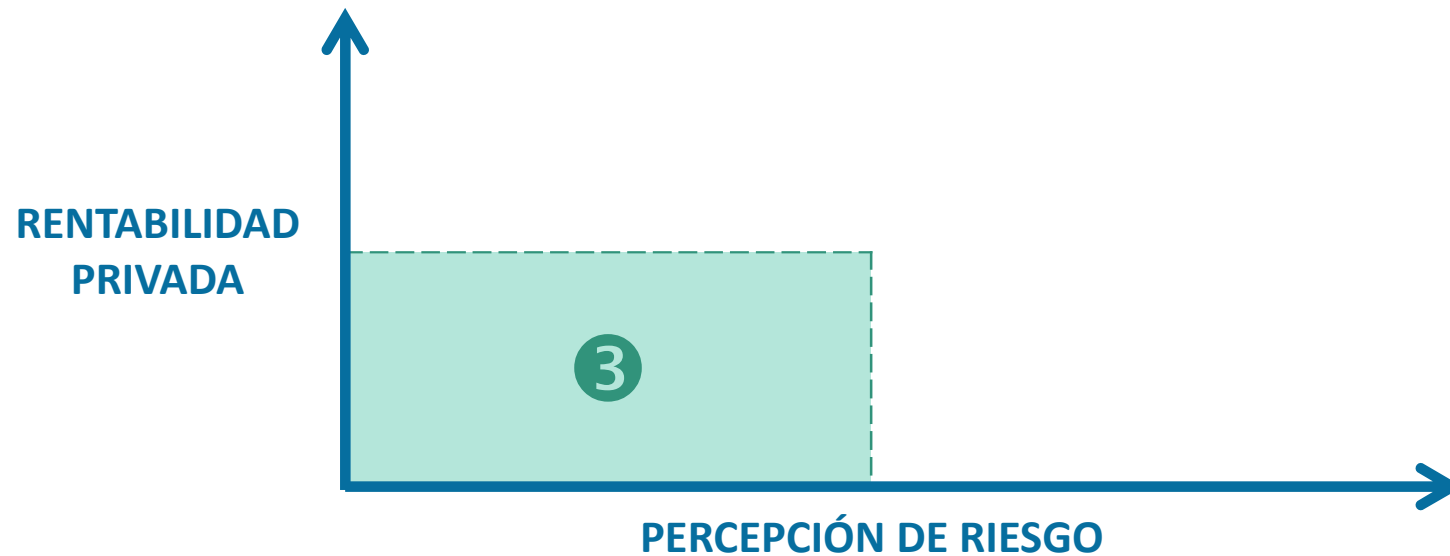 RENTABILIDAD
PRIVADA
3
PERCEPCIÓN DE RIESGO